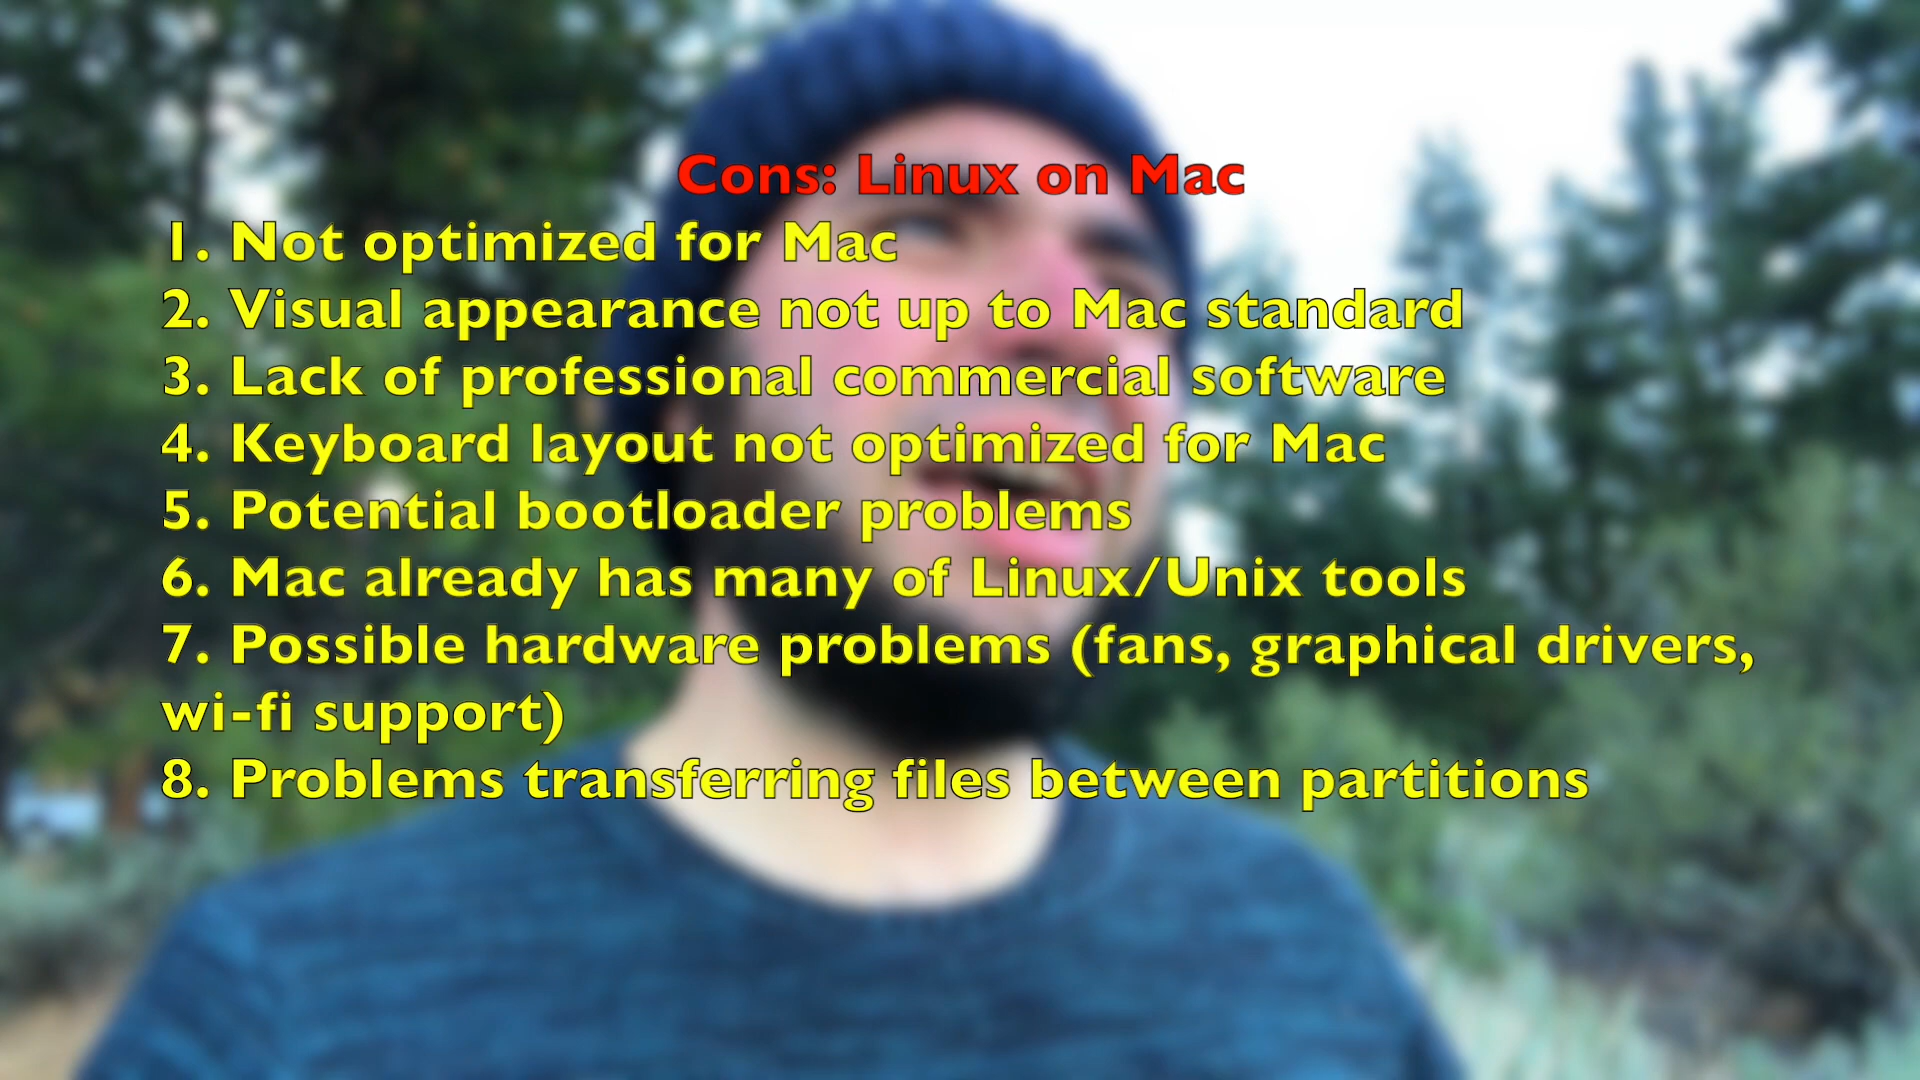 Cons: Linux on Mac
1. Not optimized for Mac
2. Visual appearance not up to Mac standard
3. Lack of professional commercial software
4. Keyboard layout not optimized for Mac
5. Potential bootloader problems
6. Mac already has many of Linux/Unix tools
7. Possible hardware problems (fans, graphical drivers,
wi-fi support)
8. Problems transferring files between partitions